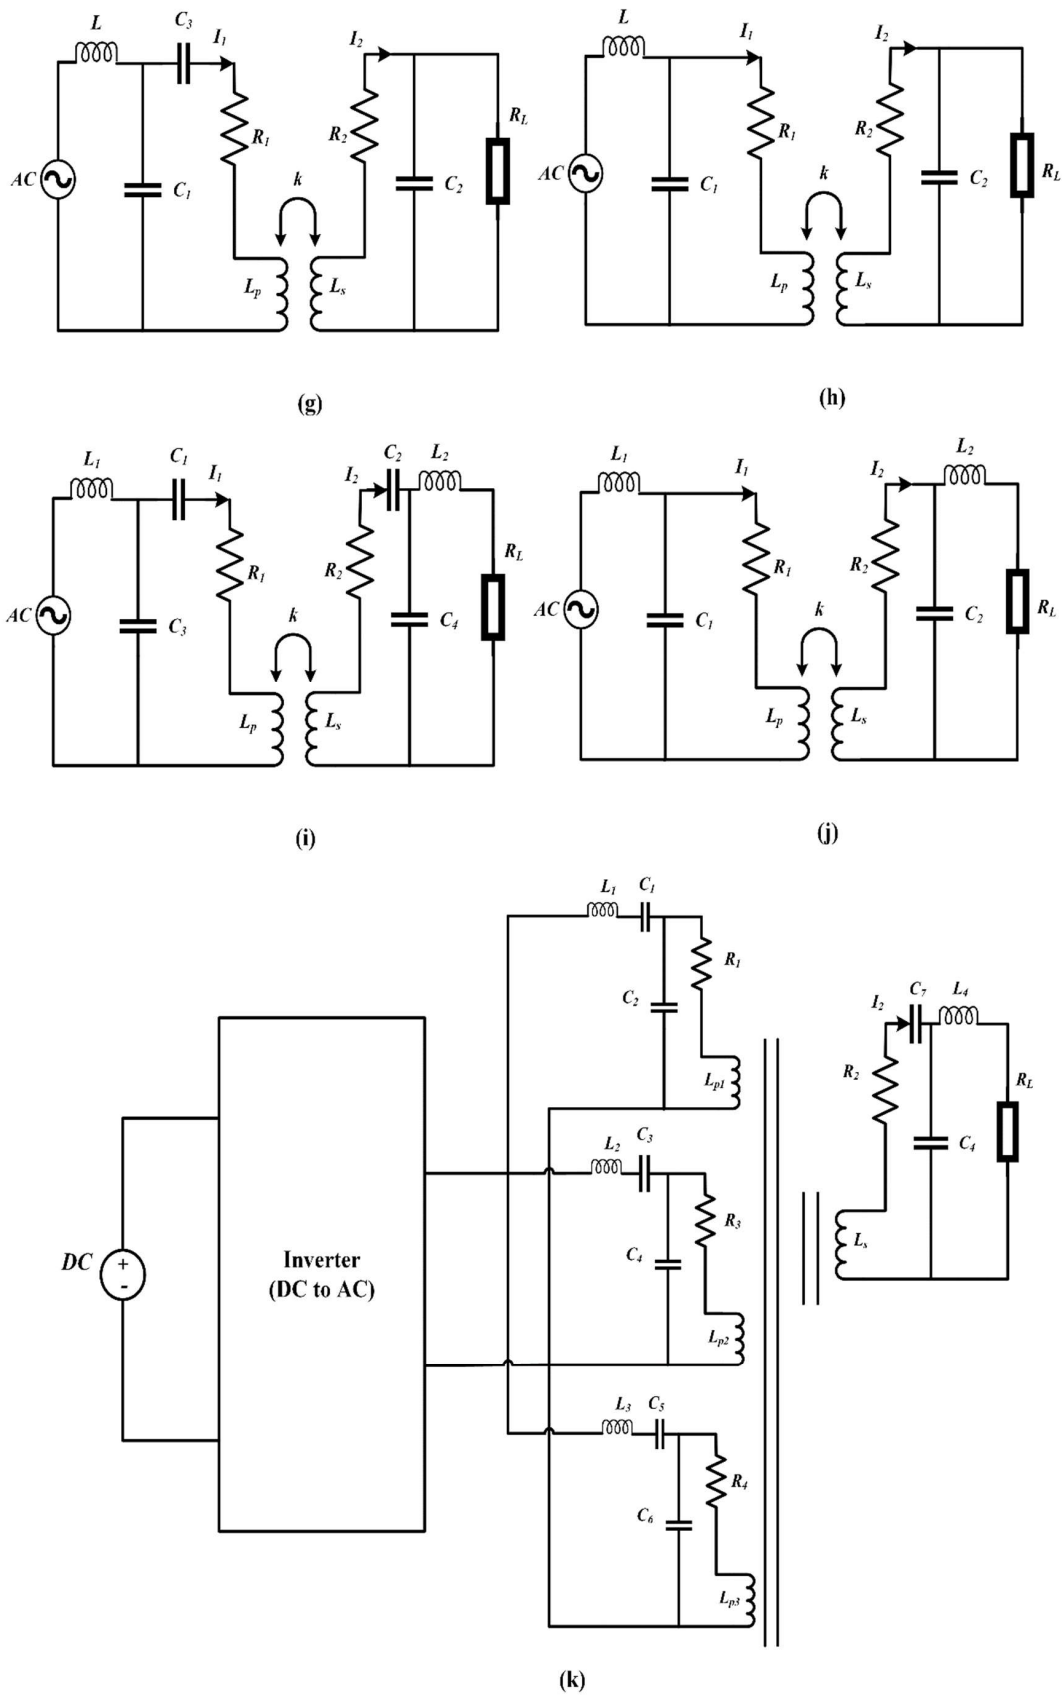 L C3 I1 I2
R1 R2 RL
AC C1 k C2
Lp Ls
(g)
L I1 I2
R1 R2 RL
AC C1 k C2
Lp Ls
(h)
L1 C1 I1 I2 C2 L2
R1 R2 RL
AC C3 k C4
Lp Ls
(i)
L1 I1 I2 L2
R1 R2 RL
AC C1 k C2
Lp Ls
(j)
L1 C1
R1
C2
Lp1
L2 C3
R3
C4
Lp2
L3 C5
R4
C6
Lp3
DC
+
-
Inverter
(DC to AC)
I2 C7 L4
R2 RL
C4
Ls
(k)